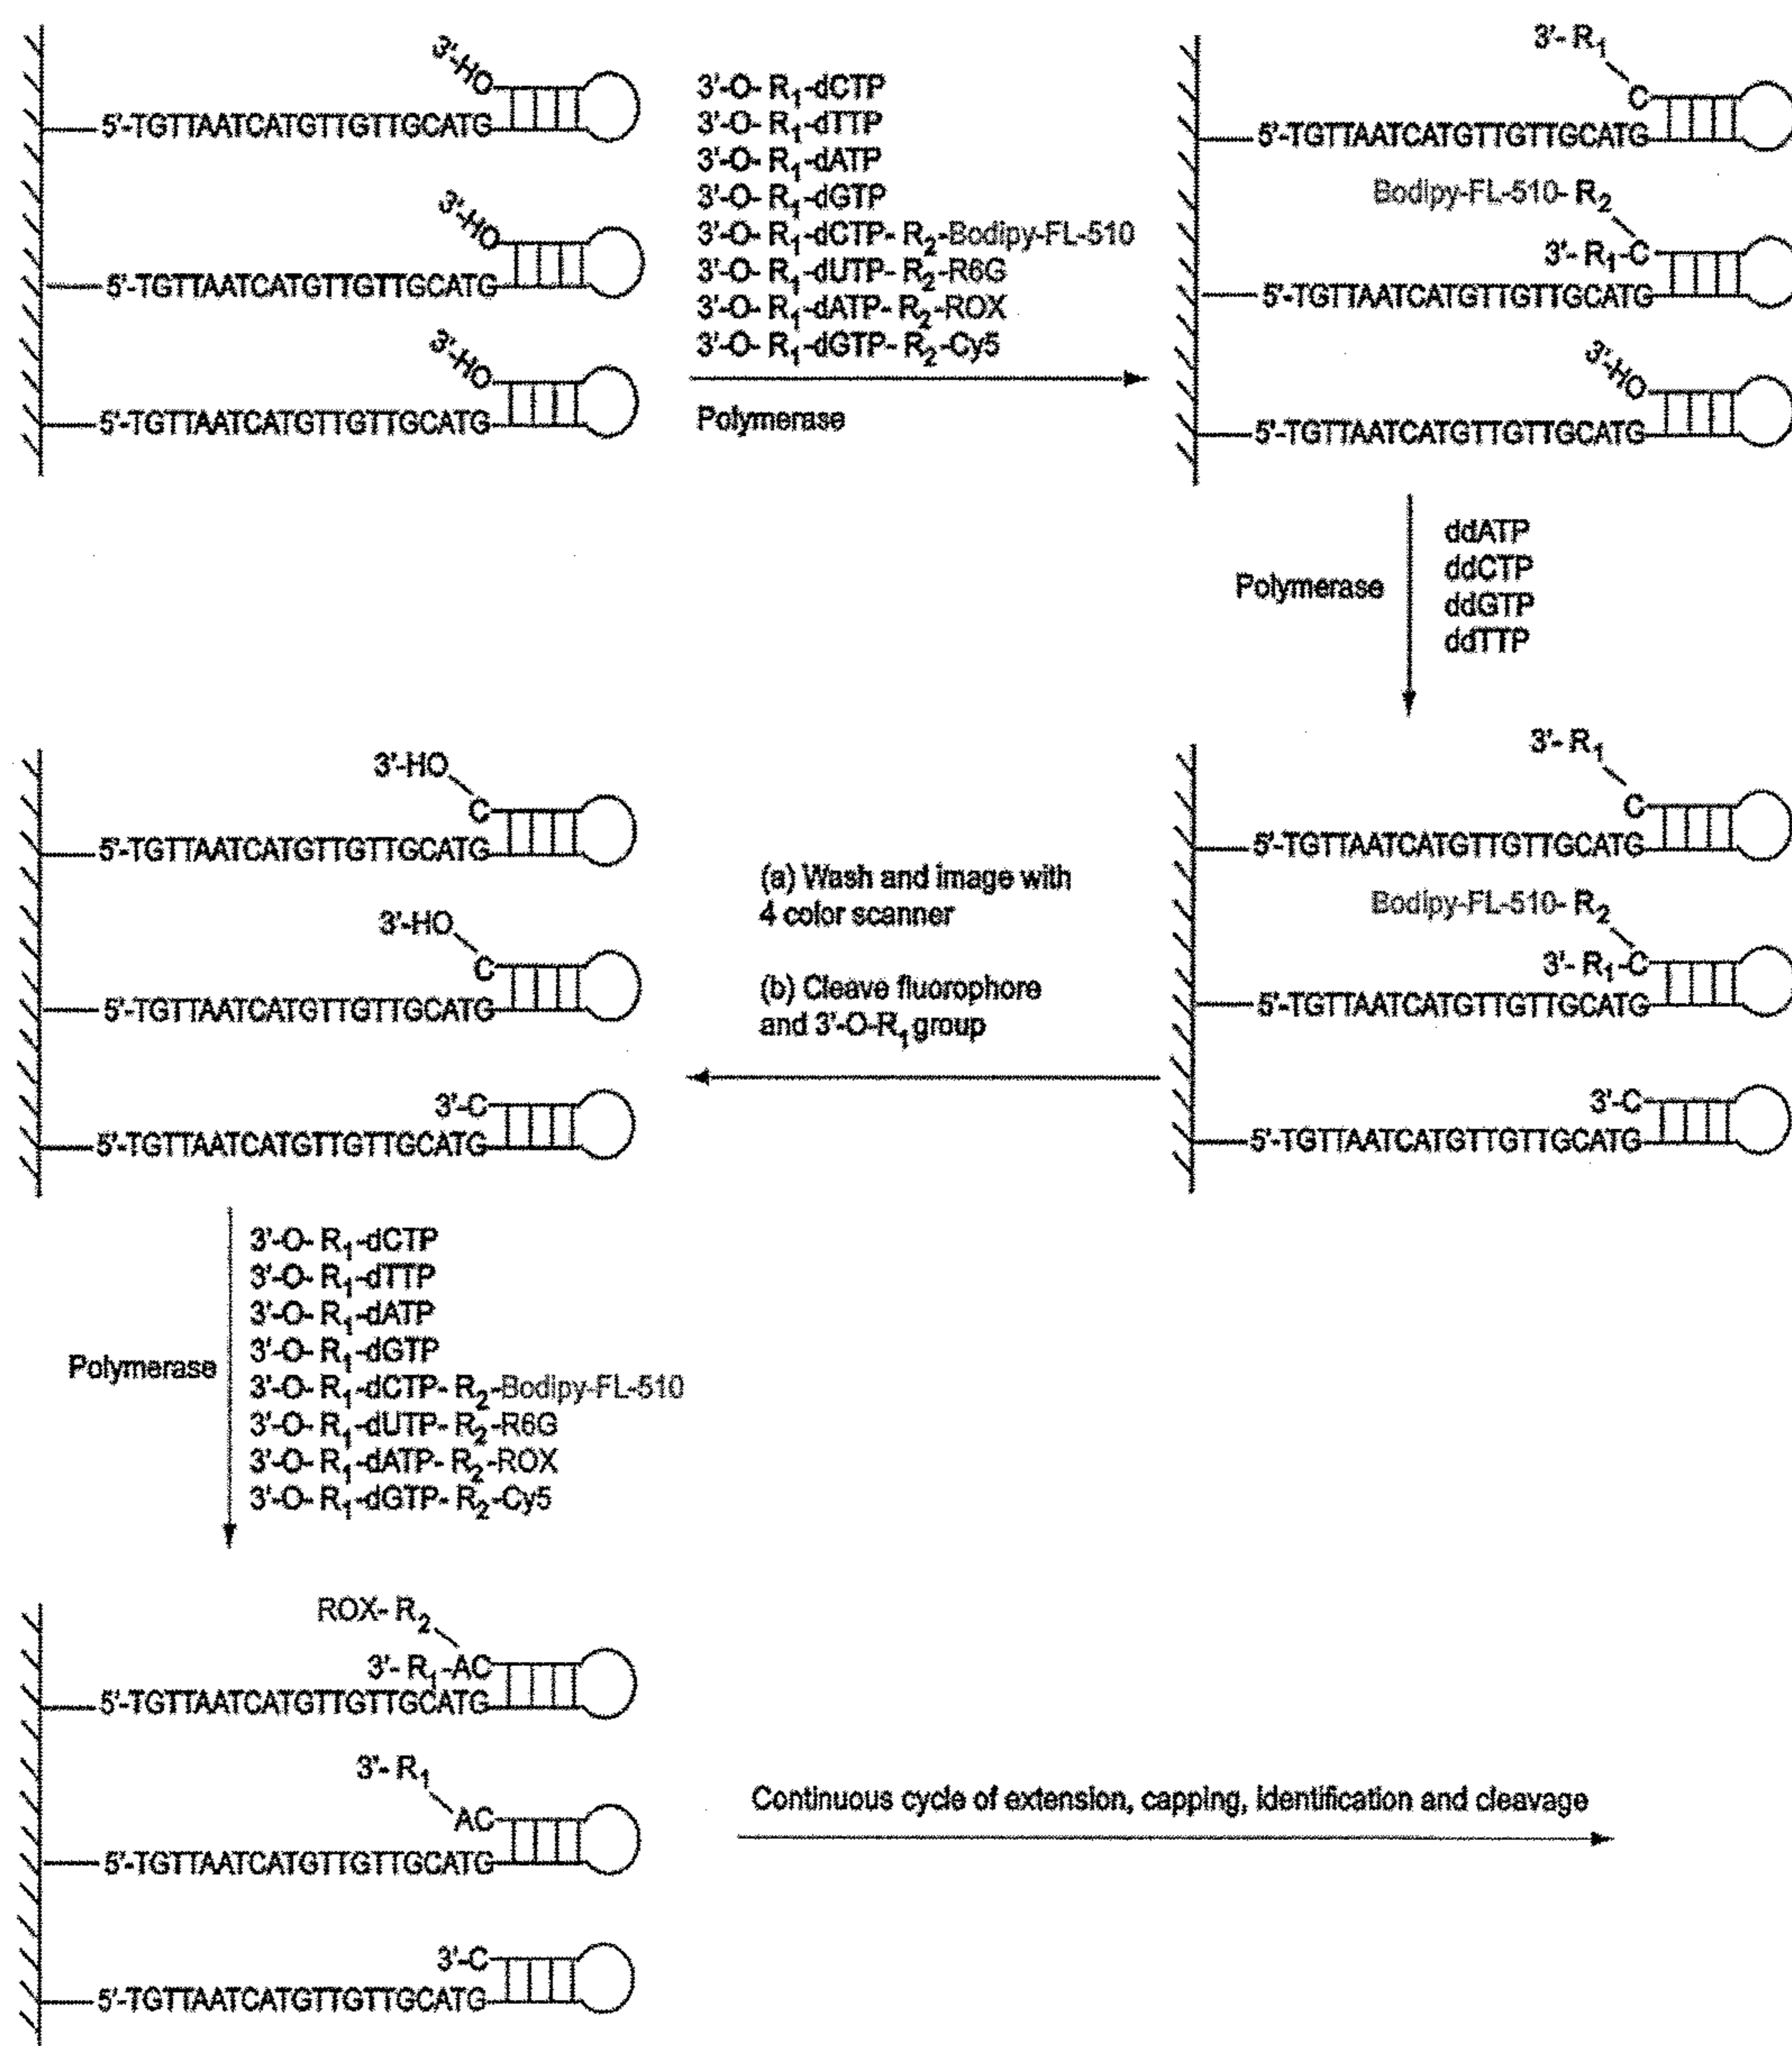 3'-HO
5'-TGTTAATCATGTTGTTGCATG
3'-HO
5'-TGTTAATCATGTTGTTGCATG
3'-HO
5'-TGTTAATCATGTTGTTGCATG
3'-O- R1-dCTP
3'-O- R1-dTTP
3'-O- R1-dATP
3'-O- R1-dGTP
3'-O- R1-dCTP- R2-Bodipy-FL-510
3'-O- R1-dUTP- R2-R6G
3'-O- R1-dATP- R2-ROX
3'-O- R1-dGTP- R2-Cy5
Polymerase
3'- R1
C
5'-TGTTAATCATGTTGTTGCATG
Bodipy-FL-510- R2
3'- R1-C
5'-TGTTAATCATGTTGTTGCATG
3'-HO
5'-TGTTAATCATGTTGTTGCATG
Polymerase
ddATP
ddCTP
ddGTP
ddTTP
3'- R1
C
5'-TGTTAATCATGTTGTTGCATG
Bodipy-FL-510- R2
3'- R1-C
5'-TGTTAATCATGTTGTTGCATG
3'-C
5'-TGTTAATCATGTTGTTGCATG
(a) Wash and image with
4 color scanner
(b) Cleave fluorophore
and 3'-O-R1 group
3'-HO
C
5'-TGTTAATCATGTTGTTGCATG
3'-HO
C
5'-TGTTAATCATGTTGTTGCATG
3'-C
5'-TGTTAATCATGTTGTTGCATG
Polymerase
3'-O- R1-dCTP
3'-O- R1-dTTP
3'-O- R1-dATP
3'-O- R1-dGTP
3'-O- R1-dCTP- R2-Bodipy-FL-510
3'-O- R1-dUTP- R2-R6G
3'-O- R1-dATP- R2-ROX
3'-O- R1-dGTP- R2-Cy5
ROX- R2
3'- R1-AC
5'-TGTTAATCATGTTGTTGCATG
3'- R1
AC
5'-TGTTAATCATGTTGTTGCATG
3'-C
5'-TGTTAATCATGTTGTTGCATG
Continuous cycle of extension, capping, identification and cleavage